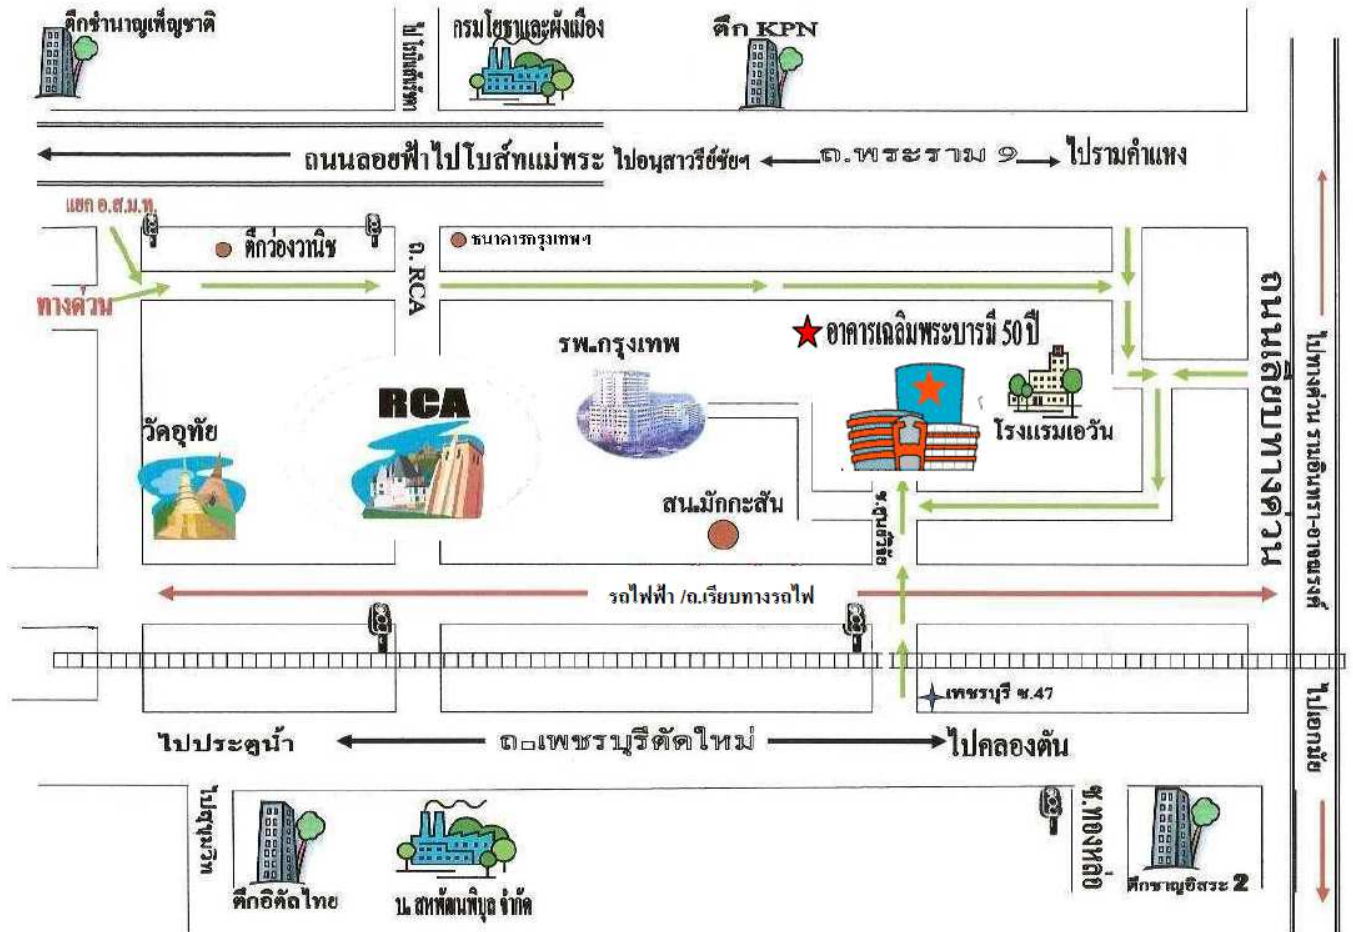 ตึกชำนาญเพ็ญชาติ
กรมโยธาและผังเมือง
ตึก KPN
ถนนลอยฟ้าไปโบส์ทแม่พระ
ไปอนุสาวรีย์ชัยฯ
ถ.พระราม ๑
ไปรามคำแหง
แยก อ.ส.ม.ท.
ตึกว่องวานิช
ถ. RCA
ธนาคารกรุงเทพฯ
ทางด่วน
ถนนเลียบทางด่วน
รพ.กรุงเทพ
อาคารเฉลิมพระบารมี 50 ปี
RCA
วัดอุทัย
โรงแรมเอวัน
สน.มักกะสัน
ซ.ศูนย์วิจัย
ไปทางด่วน รามอินทรา-อาจณรงค์
รถไฟฟ้า /ถ.เรียบทางรถไฟ
เพชรบุรี ซ.47
ไปประตูน้ำ
ถ.เพชรบุรีตัดใหม่
ไปคลองตัน
ไปเอกมัย
ไปสุขุมวิท
ซ.ทองหล่อ
ตึกอิตัลไทย
บ. สหพัฒนพิบูล จำกัด
ตึกชาญอิสระ 2